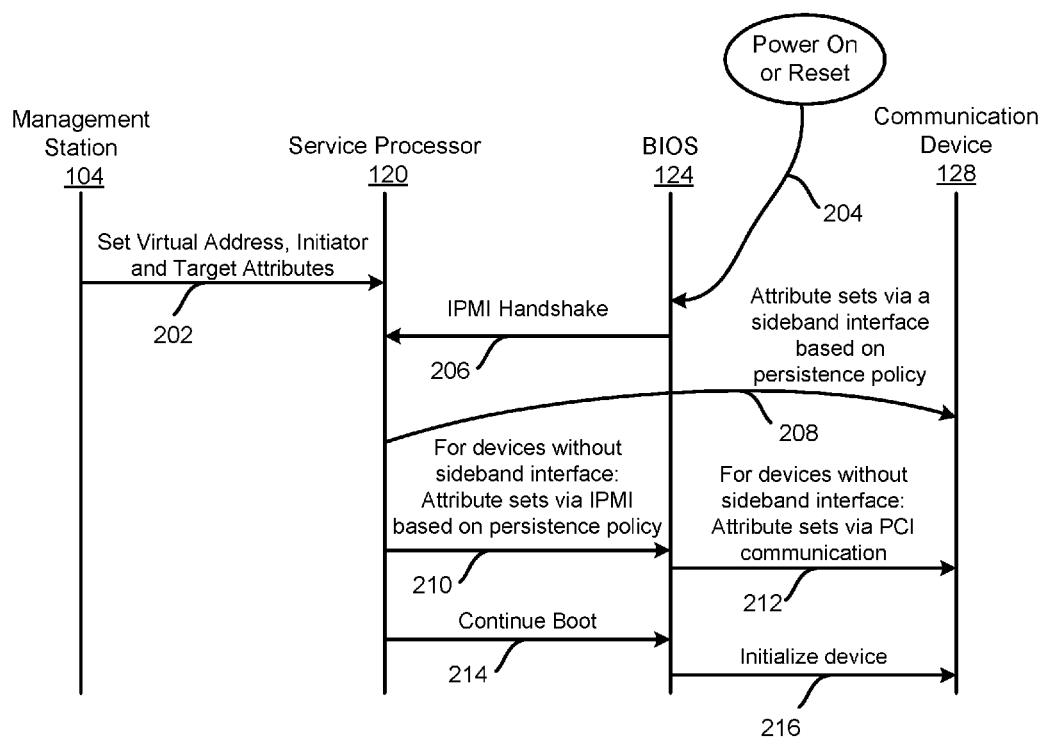 Power On
or Reset
Management
Station
104
Service Processor
120
BIOS
124
Communication
Device
128
204
Set Virtual Address, Initiator
and Target Attributes
202
IPMI Handshake
206
Attribute sets via a
sideband interface
based on
persistence policy
208
For devices without
sideband interface:
Attribute sets via IPMI
based on persistence policy
210
For devices without
sideband interface:
Attribute sets via PCI
communication
212
Continue Boot
214
Initialize device
216